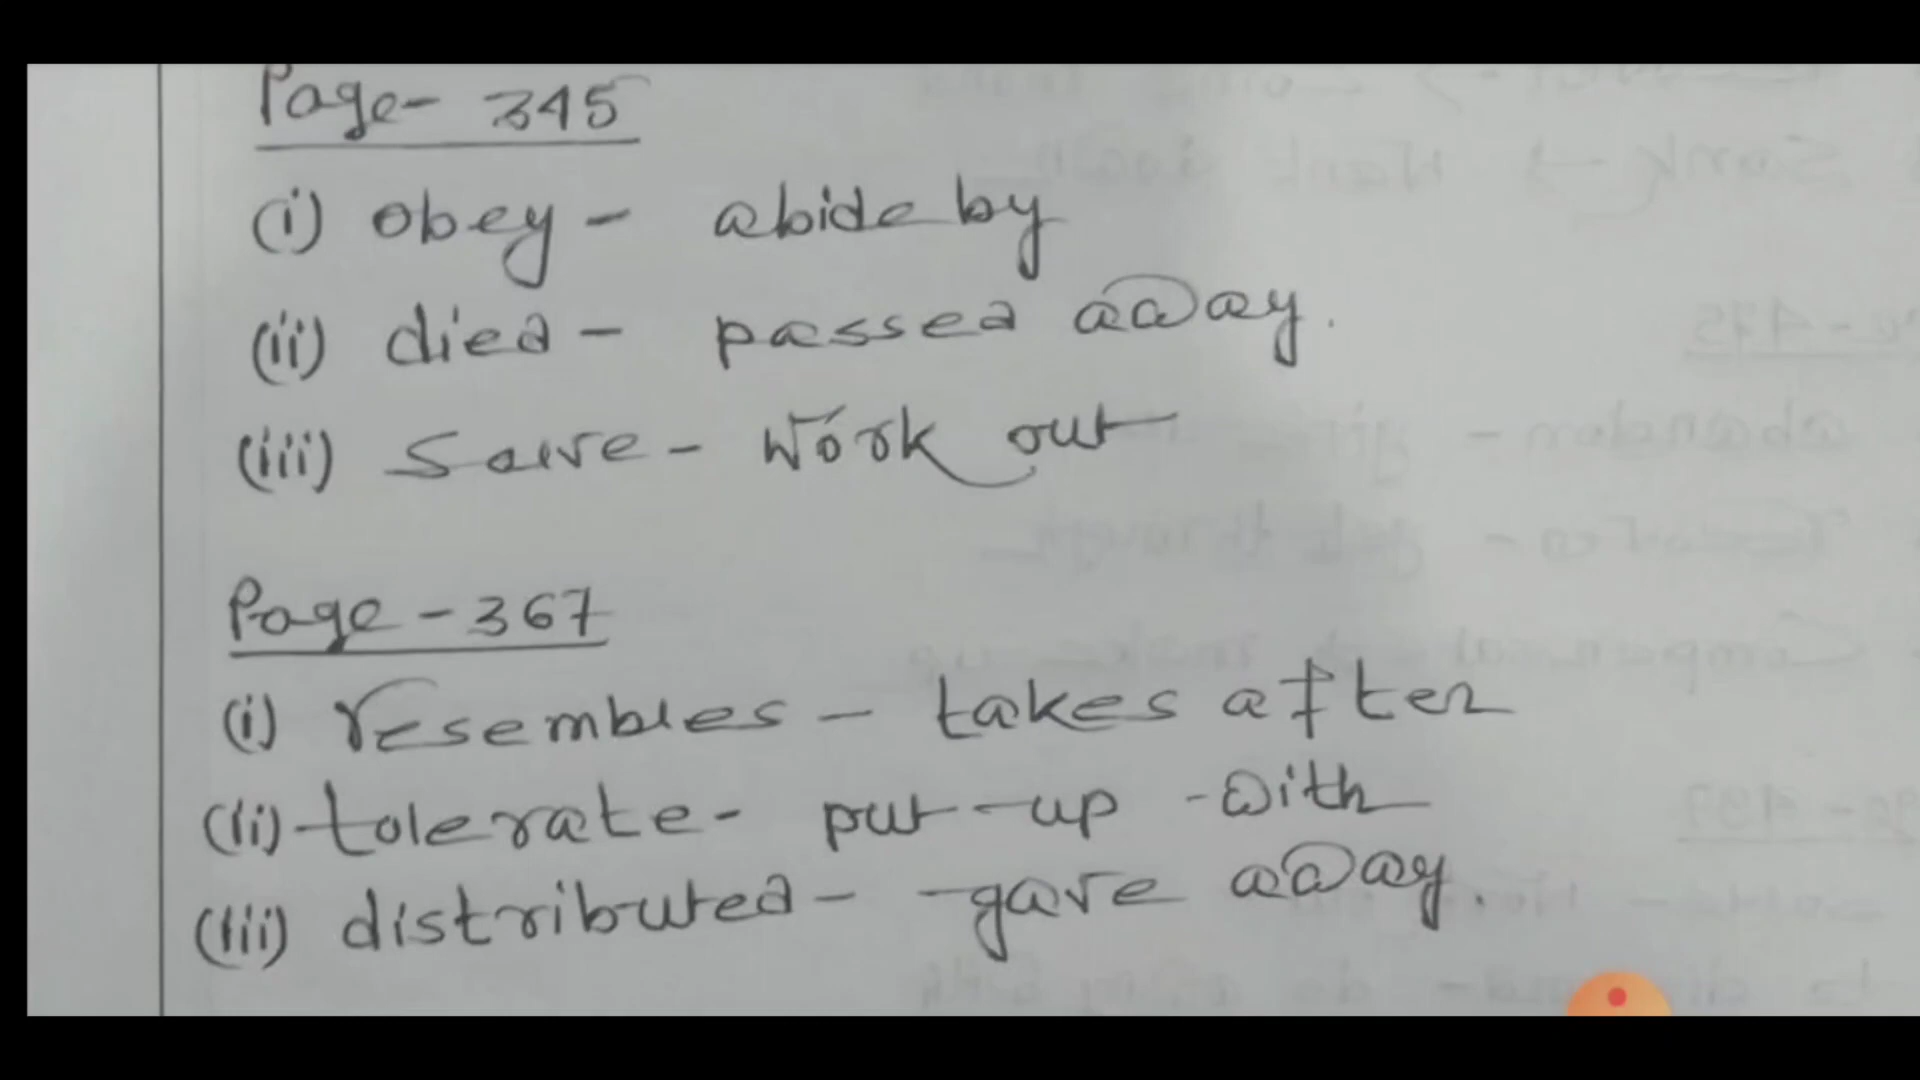 Page- 345
(i) obey - abide by
(ii) died - passed away.
(iii) Solve - Work out
Page - 367
(i) resembles - takes after
(ii) tolerate - put-up-with
(iii) distributed - gave away.